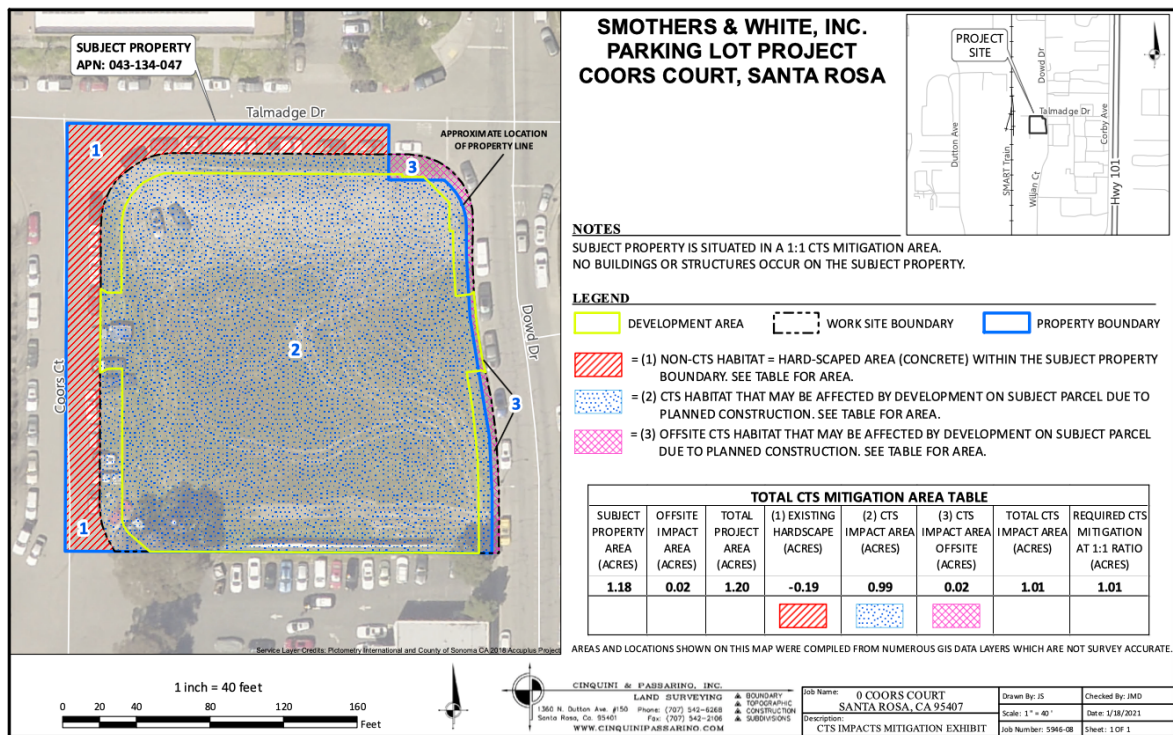 SUBJECT PROPERTY
APN: 043-134-047
Talmadge Dr
APPROXIMATE LOCATION
OF PROPERTY LINE
1
3
2
3
1
Coors Ct
Dowd Dr
Service Layer Credits: Pictometry International and County of Sonoma CA 2018 Accuplus Project
SMOTHERS & WHITE, INC.
PARKING LOT PROJECT
COORS COURT, SANTA ROSA
PROJECT
SITE
Dowd Dr
Talmadge Dr
Corby Ave
Dutton Ave
SMART Train
Wiljan Ct
Hwy 101
NOTES
SUBJECT PROPERTY IS SITUATED IN A 1:1 CTS MITIGATION AREA.
NO BUILDINGS OR STRUCTURES OCCUR ON THE SUBJECT PROPERTY.
LEGEND
DEVELOPMENT AREA WORK SITE BOUNDARY PROPERTY BOUNDARY
= (1) NON-CTS HABITAT = HARD-SCAPED AREA (CONCRETE) WITHIN THE SUBJECT PROPERTY
BOUNDARY. SEE TABLE FOR AREA.
= (2) CTS HABITAT THAT MAY BE AFFECTED BY DEVELOPMENT ON SUBJECT PARCEL DUE TO
PLANNED CONSTRUCTION. SEE TABLE FOR AREA.
= (3) OFFSITE CTS HABITAT THAT MAY BE AFFECTED BY DEVELOPMENT ON SUBJECT PARCEL
DUE TO PLANNED CONSTRUCTION. SEE TABLE FOR AREA.
TOTAL CTS MITIGATION AREA TABLE
SUBJECT OFFSITE TOTAL (1) EXISTING (2) CTS (3) CTS TOTAL CTS REQUIRED CTS
PROPERTY IMPACT PROJECT HARDSCAPE IMPACT AREA IMPACT AREA IMPACT AREA MITIGATION
AREA AREA AREA (ACRES) (ACRES) OFFSITE (ACRES) AT 1:1 RATIO
(ACRES) (ACRES) (ACRES) (ACRES) (ACRES)
1.18 0.02 1.20 -0.19 0.99 0.02 1.01 1.01
AREAS AND LOCATIONS SHOWN ON THIS MAP WERE COMPILED FROM NUMEROUS GIS DATA LAYERS WHICH ARE NOT SURVEY ACCURATE.
1 inch = 40 feet
0 20 40 80 120 160
Feet
CINQUINI & PASSARINO, INC.
LAND SURVEYING
1360 N. Dutton Ave. #150 Phone: (707) 542-6268
Santa Rosa, Ca. 95401 Fax: (707) 542-2106
WWW.CINQUINIPASSARINO.COM
BOUNDARY
TOPOGRAPHIC
CONSTRUCTION
SUBDIVISIONS
Job Name: 0 COORS COURT
SANTA ROSA, CA 95407
Description:
CTS IMPACTS MITIGATION EXHIBIT
Drawn By: JS Checked By: JMD
Scale: 1" = 40 ' Date: 1/18/2021
Job Number: 5946-08 Sheet: 1 OF 1